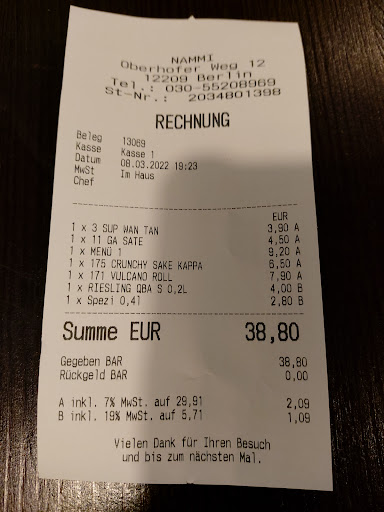 NAMMI
Oberhofer Weg 12
12209 Berlin
Tel.: 030-55208969
St-Nr.: 2034801398
RECHNUNG
Beleg 13089
Kasse Kasse 1
Datum 08.03.2022 19:23
MwSt Im Haus
Chef
EUR
1 x 3 SUP WAN TAN 3,90 A
1 x 11 GA SATE 4,50 A
1 x MENÜ 1 9,20 A
1 x 175 CRUNCHY SAKE KAPPA 6,50 A
1 x 171 VULCANO ROLL 7,90 A
1 x RIESLING QBA S 0,2L 4,00 B
1 x Spezi 0,4l 2,80 B
Summe EUR 38,80
Gegeben BAR 38,80
Rückgeld BAR 0,00
A inkl. 7% MwSt. auf 29,91 2,09
B inkl. 19% MwSt. auf 5,71 1,09
Vielen Dank für Ihren Besuch
und bis zum nächsten Mal.